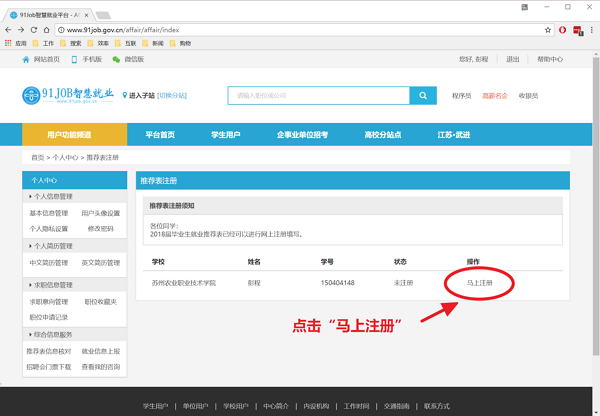 91Job智慧就业平台 - Af
www.91job.gov.cn/affair/affair/index
应用 工作 搜索 效率 互联 新闻 购物
网站首页 手机版 微信版 您好, 彭程 退出 帮助中心
91JOB智慧就业
www.91job.gov.cn
进入子站 [切换分站]
请输入职位或公司
程序员 高薪名企 收银员
用户功能频道 平台首页 学生用户 企事业单位招考 高校分站点 江苏·武进
首页 > 个人中心 > 推荐表注册
个人中心
个人信息管理
基本信息管理 用户头像设置
个人隐私设置 修改密码
个人简历管理
中文简历管理 英文简历管理
求职信息管理
求职意向管理 职位收藏夹
职位申请记录
综合信息服务
推荐表信息核对 就业信息上报
招聘会门票下载 查看我的咨询
推荐表注册
推荐表注册须知
各位同学：
2018届毕业生就业推荐表已经可以进行网上注册填写。
学校 姓名 学号 状态 操作
苏州农业职业技术学院 彭程 150404148 未注册 马上注册
点击“马上注册”
学生用户 | 单位用户 | 学校用户 | 中心简介 | 内设机构 | 工作时间 | 交通指南 | 联系方式